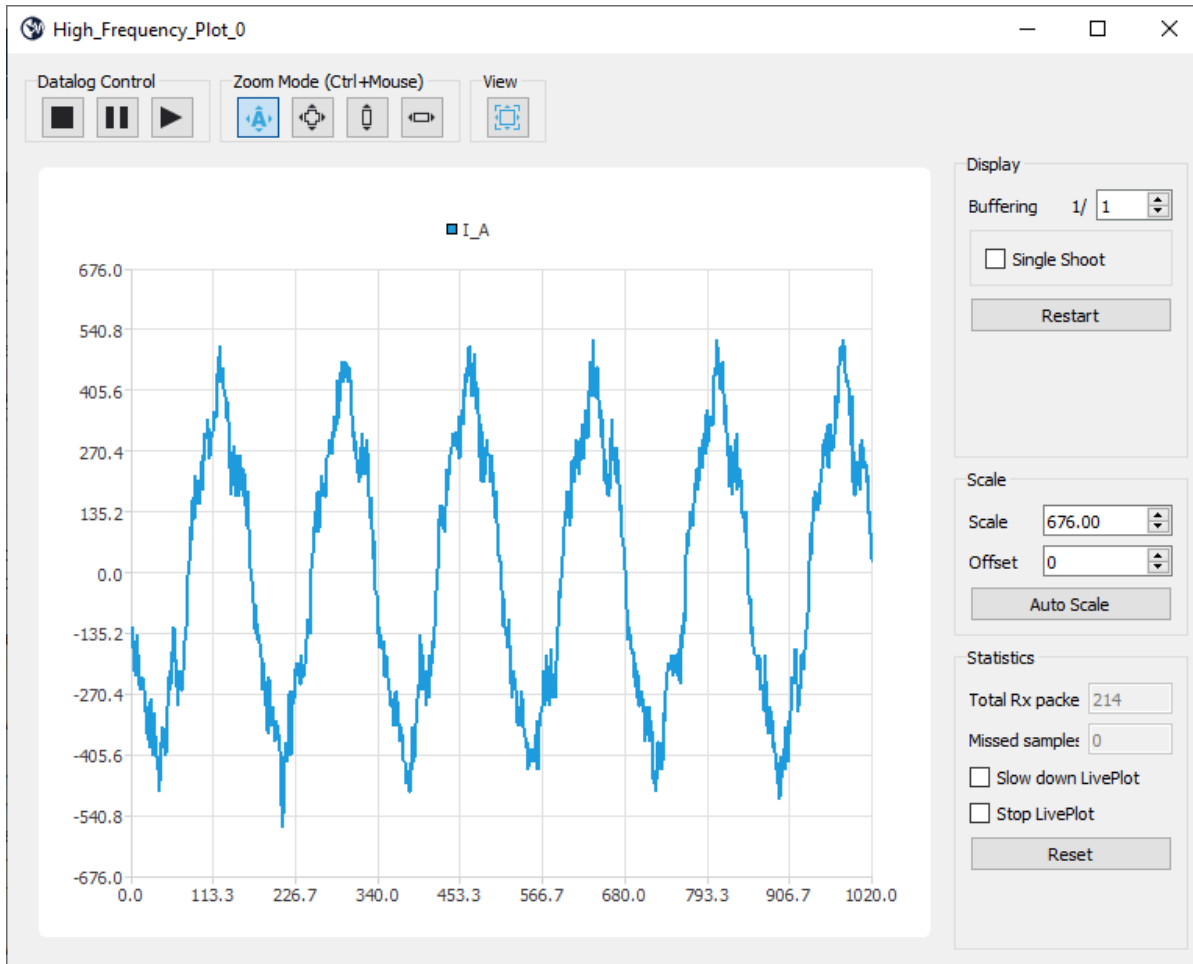 High_Frequency_Plot_0
Datalog Control
Zoom Mode (Ctrl+Mouse)
View
A
I_A
676.0
540.8
405.6
270.4
135.2
0.0
-135.2
-270.4
-405.6
-540.8
-676.0
0.0 113.3 226.7 340.0 453.3 566.7 680.0 793.3 906.7 1020.0
Display
Buffering 1/ 1
Single Shoot
Restart
Scale
Scale 676.00
Offset 0
Auto Scale
Statistics
Total Rx packe 214
Missed samples 0
Slow down LivePlot
Stop LivePlot
Reset